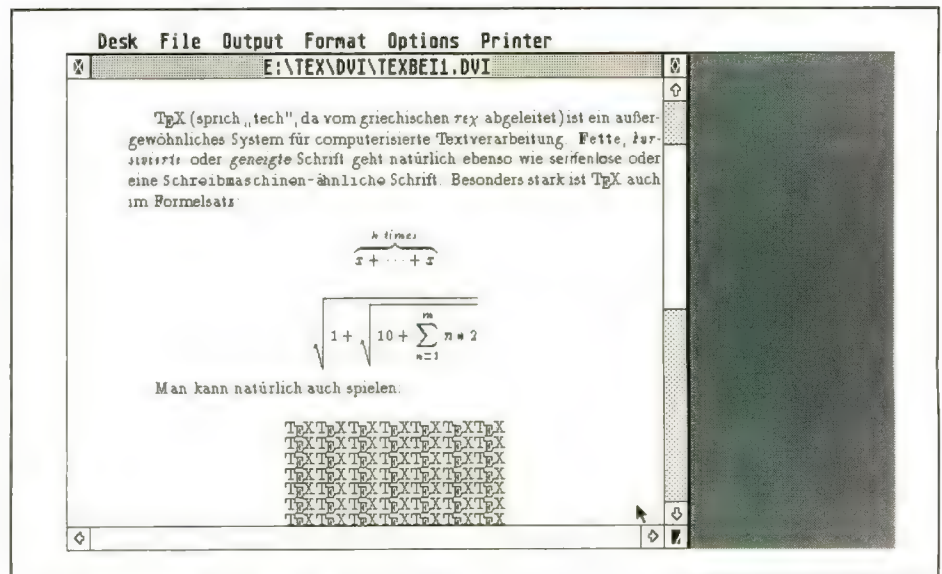 Desk File Output Format Options Printer
E:\TEX\DVI\TEXBEI1.DVI
TEX (sprich „tech", da vom griechischen τεχ abgeleitet) ist ein außer-
gewöhnliches System für computerisierte Textverarbeitung. Fette, kur-
sivierte oder geneigte Schrift geht natürlich ebenso wie serifenlose oder
eine Schreibmaschinen-ähnliche Schrift. Besonders stark ist TEX auch
im Formelsatz
k times
x + ··· + x
√1 + √10 + ∑ m n=1 n * 2
Man kann natürlich auch spielen.
TEXTEXTEXTEXTEXTEXTEX
TEXTEXTEXTEXTEXTEXTEX
TEXTEXTEXTEXTEXTEXTEX
TEXTEXTEXTEXTEXTEXTEX
TEXTEXTEXTEXTEXTEXTEX
TEXTEXTEXTEXTEXTEXTEX
TEXTEXTEXTEXTEXTEXTEX